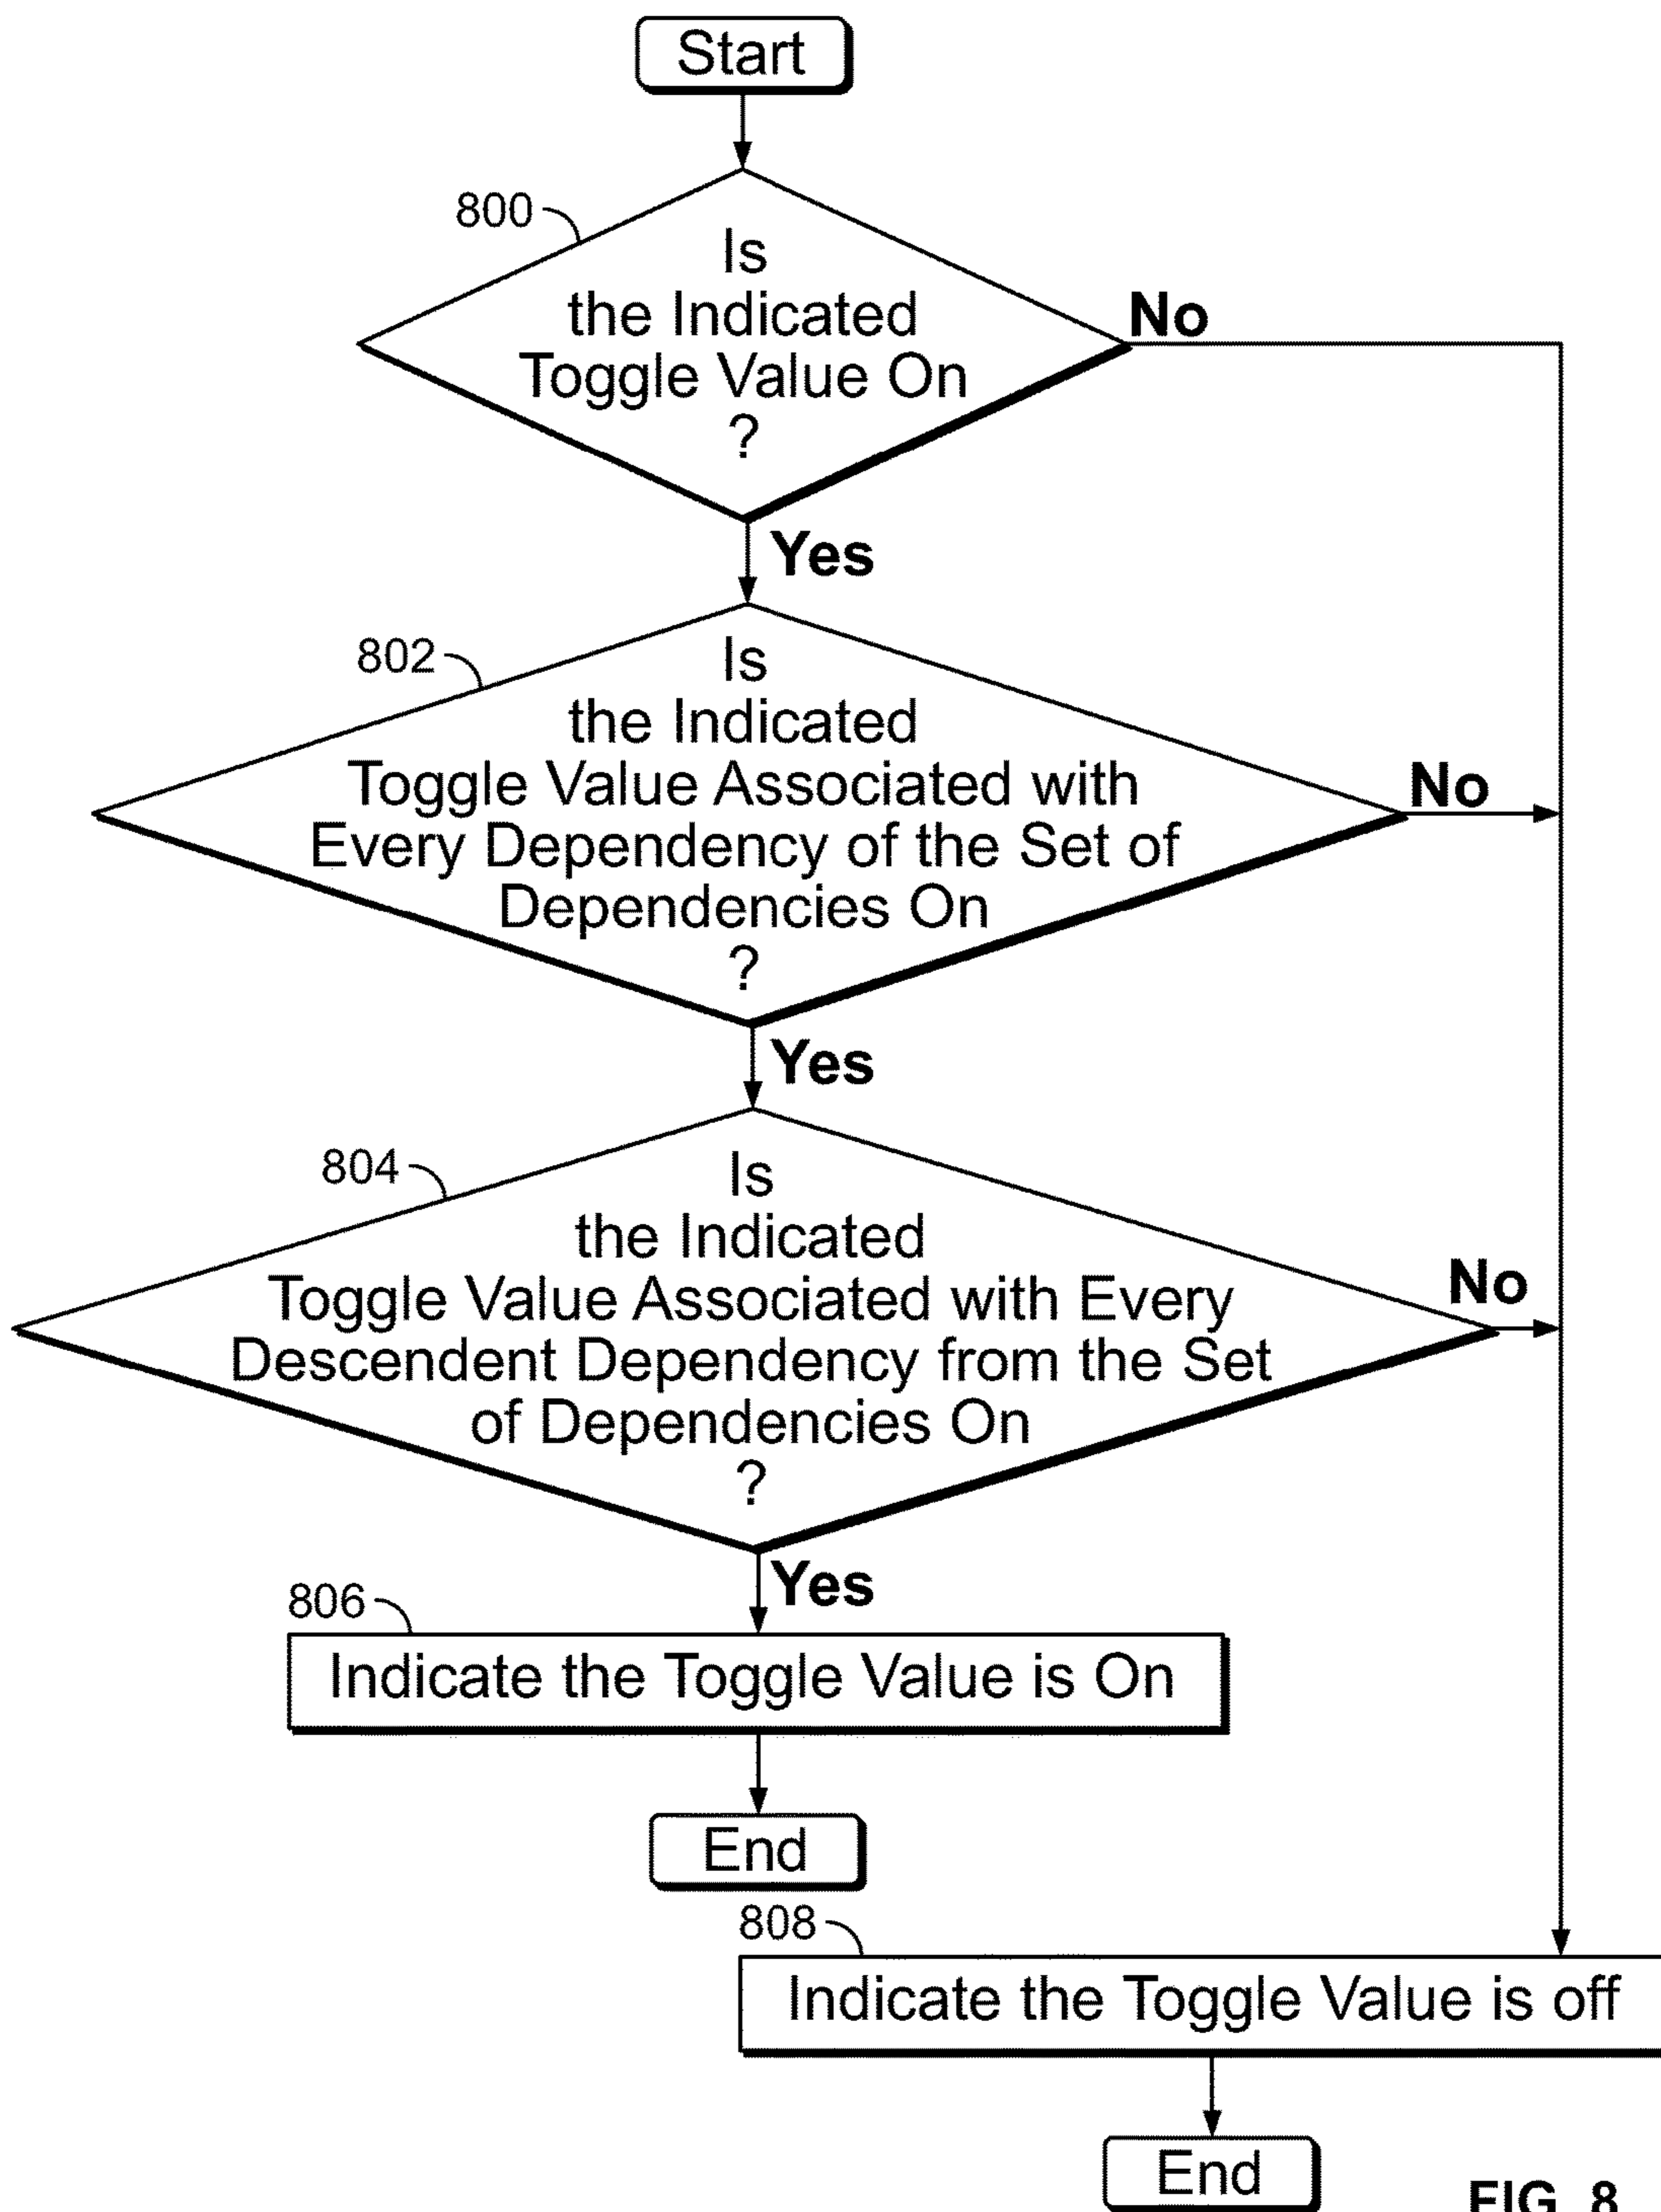 Start
800
Is
the Indicated
Toggle Value On
?
No
Yes
802
Is
the Indicated
Toggle Value Associated with
Every Dependency of the Set of
Dependencies On
?
No
Yes
804
Is
the Indicated
Toggle Value Associated with Every
Descendent Dependency from the Set
of Dependencies On
?
No
Yes
806
Indicate the Toggle Value is On
End
808
Indicate the Toggle Value is off
End
FIG. 8